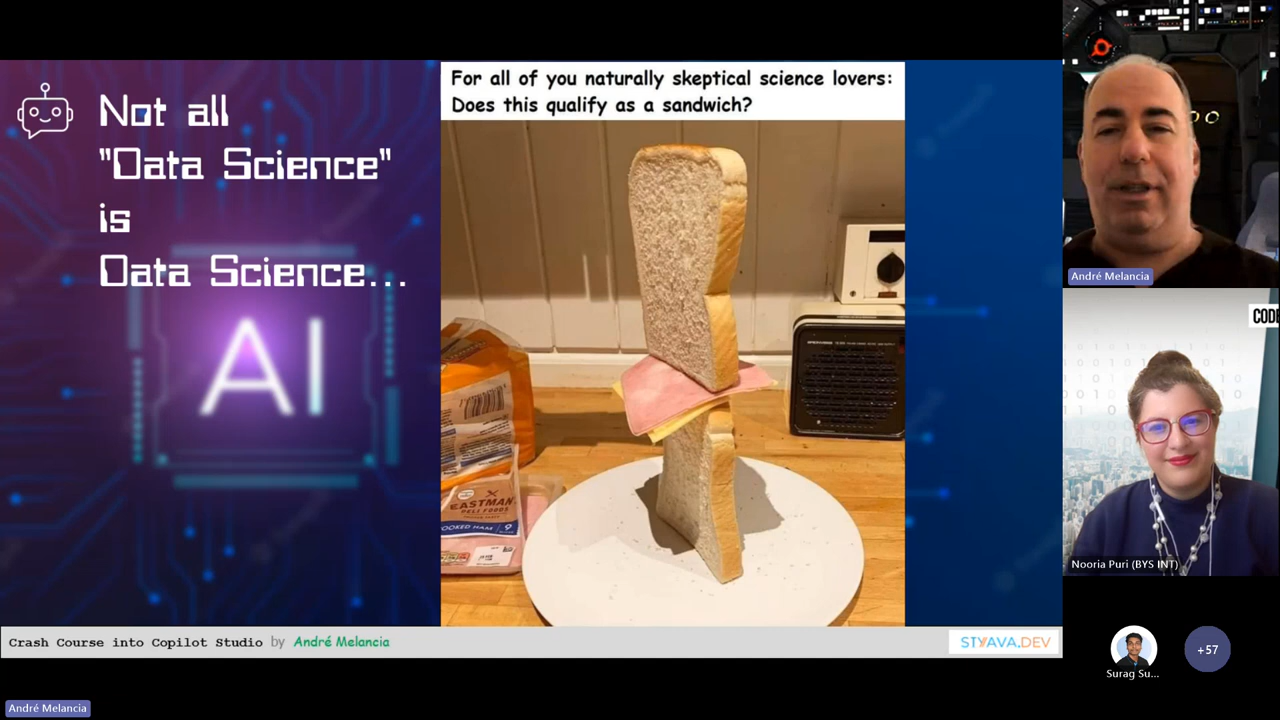 Not all
"Data Science"
is
Data Science...
AI
For all of you naturally skeptical science lovers:
Does this qualify as a sandwich?
EASTMAN
DELI FOODS
COOKED HAM
9
Crash Course into Copilot Studio by André Melancia
STYAVA.DEV
André Melancia
CODE
Nooria Puri (BYS INT)
Surag Su...
+57
André Melancia